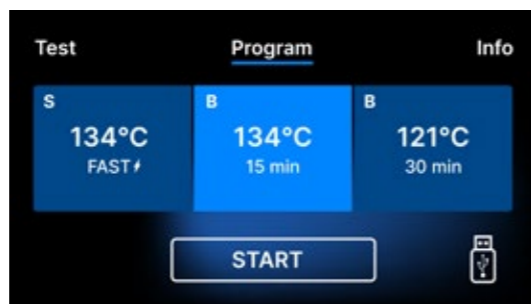 Test Program Info
S B B
134°C 134°C 121°C
FAST 15 min 30 min
START